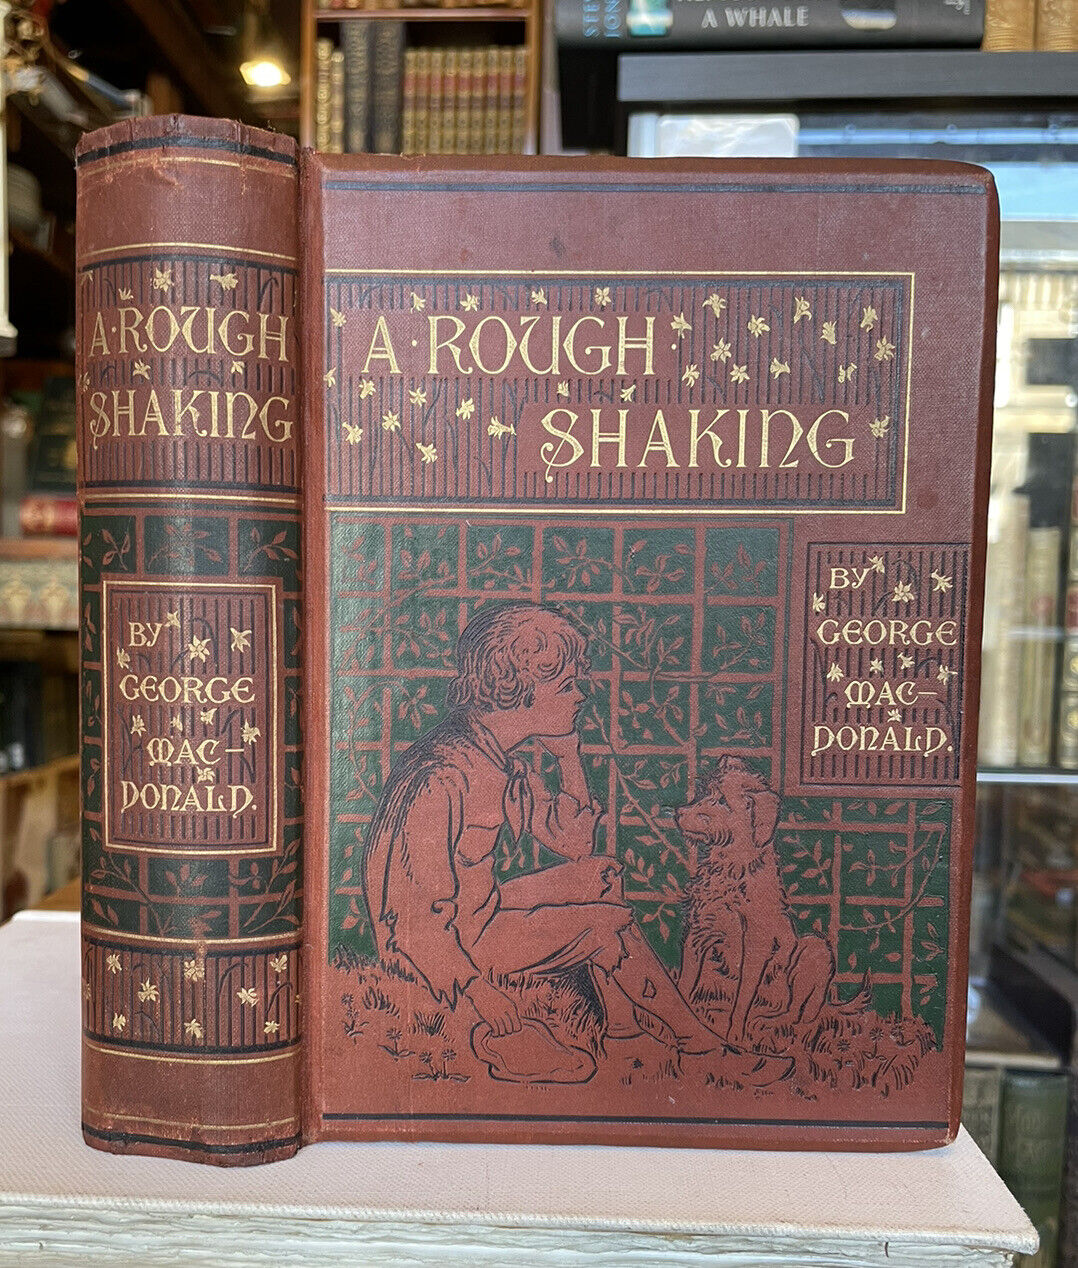 A WHALE
A·ROUGH
SHAKING
BY
GEORGE
MAC-
DONALD.
A·ROUGH
SHAKING
BY
GEORGE
MAC-
DONALD.